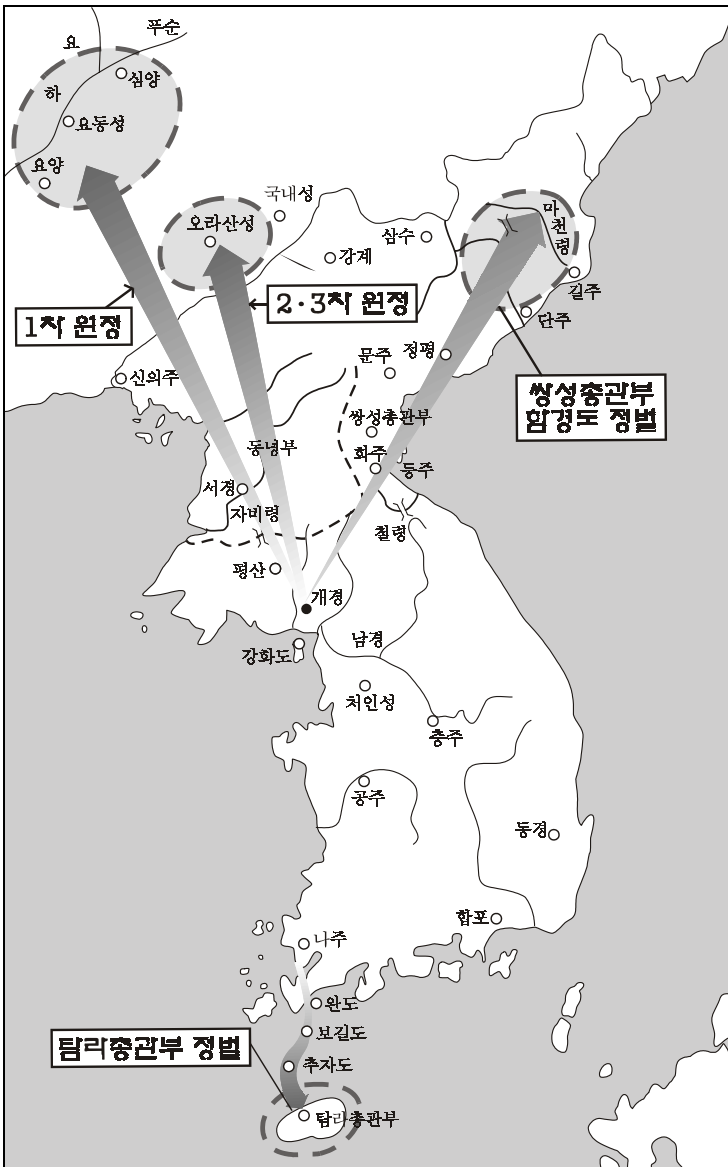 푸순
요
하
심양
요동성
요양
국내성
오라산성
삼수
강계
마천령
길주
단주
1차 원정
2·3차 원정
신의주
문주
정평
쌍성총관부
함경도 정벌
쌍성총관부
화주
등주
동녕부
서경
자비령
철령
평산
개경
강화도
남경
처인성
충주
공주
동경
합포
나주
완도
보길도
추자도
탐라총관부 정벌
탐라총관부